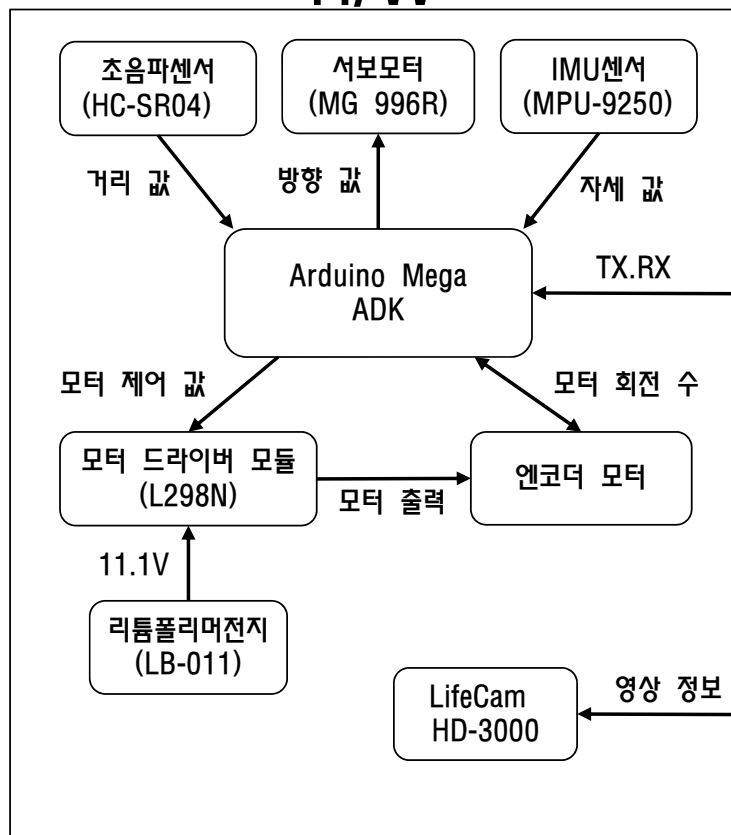 초음파센서
(HC-SR04)
서보모터
(MG 996R)
IMU센서
(MPU-9250)
거리 값
방향 값
자세 값
Arduino Mega
ADK
TX.RX
모터 제어 값
모터 회전 수
모터 드라이버 모듈
(L298N)
모터 출력
엔코더 모터
11.1V
리튬폴리머전지
(LB-011)
LifeCam
HD-3000
영상 정보